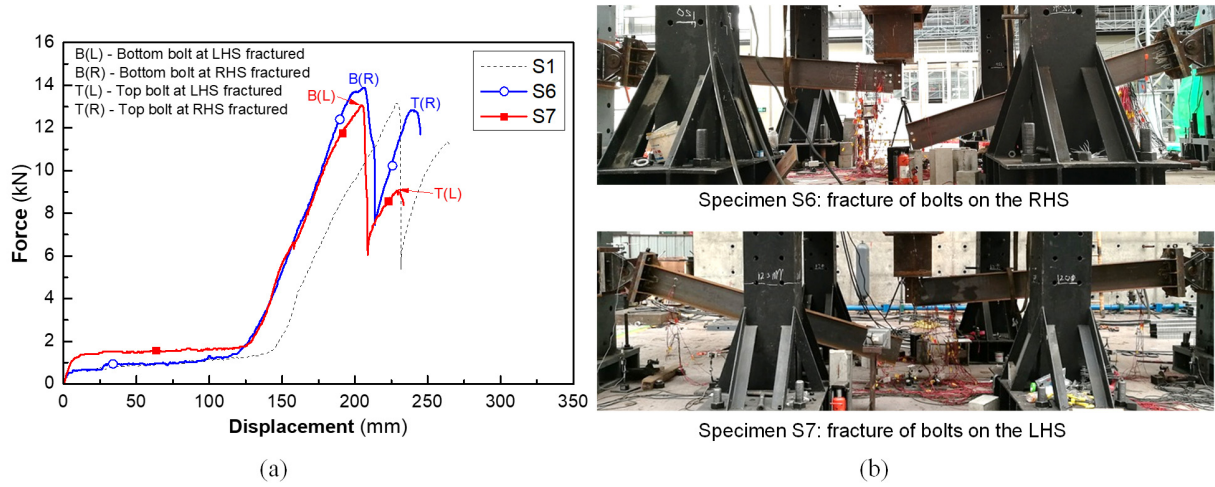 (a)
16
14
12
10
8
6
4
2
0
Force (kN)
B(L) - Bottom bolt at LHS fractured
B(R) - Bottom bolt at RHS fractured
T(L) - Top bolt at LHS fractured
T(R) - Top bolt at RHS fractured
B(R)
B(L)
T(R)
T(L)
S1
S6
S7
0 50 100 150 200 250 300 350
Displacement (mm)
(a)
(b)
120
Specimen S6: fracture of bolts on the RHS
1200
Specimen S7: fracture of bolts on the LHS
(b)